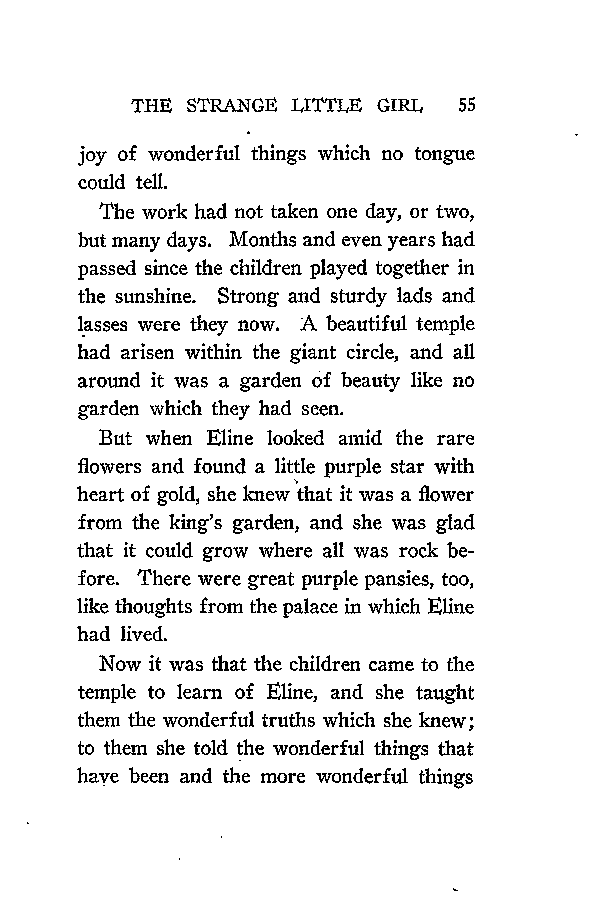 THE STRANGE LITTLE GIRL 55
joy of wonderful things which no tongue
could tell.
The work had not taken one day, or two,
but many days. Months and even years had
passed since the children played together in
the sunshine. Strong and sturdy lads and
lasses were they now. A beautiful temple
had arisen within the giant circle, and all
around it was a garden of beauty like no
garden which they had seen.
But when Eline looked amid the rare
flowers and found a little purple star with
heart of gold, she knew that it was a flower
from the king's garden, and she was glad
that it could grow where all was rock be-
fore. There were great purple pansies, too,
like thoughts from the palace in which Eline
had lived.
Now it was that the children came to the
temple to learn of Eline, and she taught
them the wonderful truths which she knew;
to them she told the wonderful things that
have been and the more wonderful things